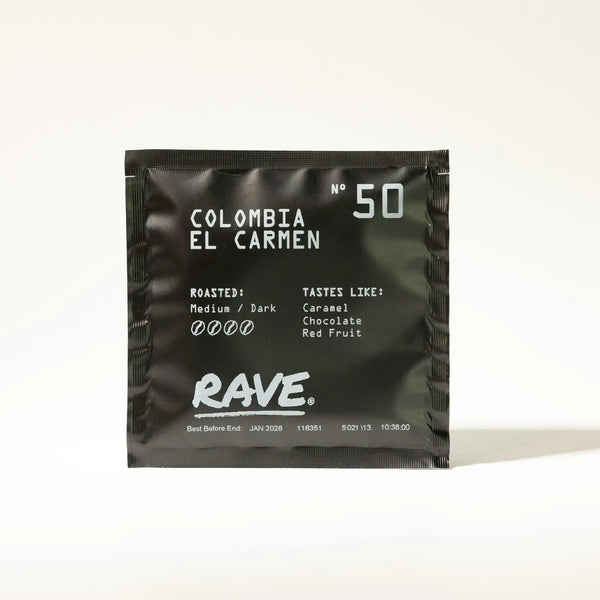 Nº 50
COLOMBIA
EL CARMEN
ROASTED:
Medium / Dark
TASTES LIKE:
Caramel
Chocolate
Red Fruit
RAVE®
Best Before End: JAN 2026 116351 5021\13. 10:38:00